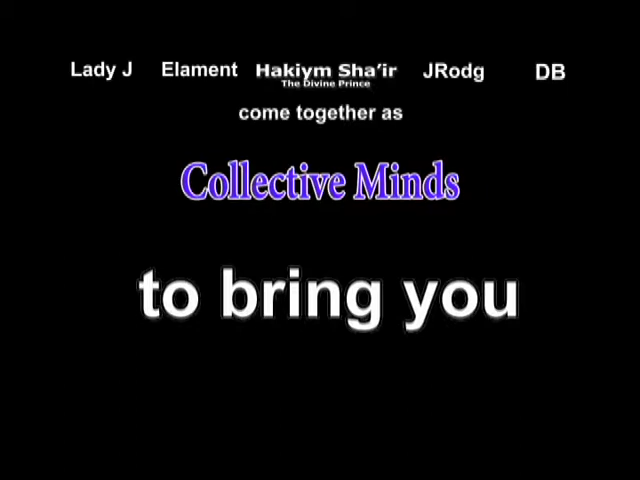 Lady J Elament Hakiym Sha'ir JRodg DB
The Divine Prince
come together as
Collective Minds
to bring you